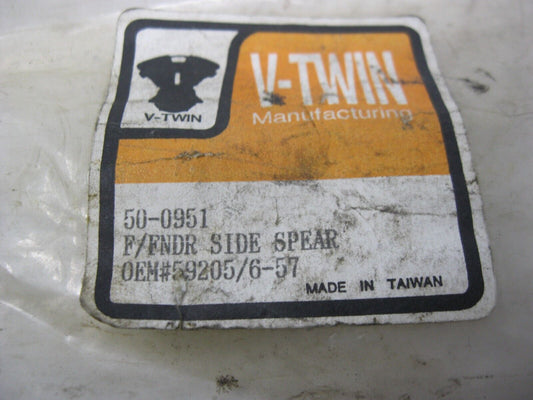 V-TWIN
V-TWIN
Manufacturing
50-0951
F/FNDR SIDE SPEAR
OEM#59205/6-57
MADE IN TAIWAN